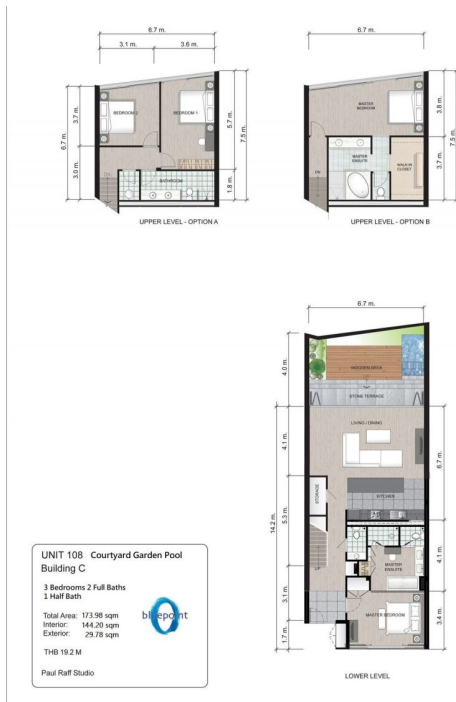 6.7 m.
3.1 m.
3.6 m.
6.7 m.
3.7 m.
3.0 m.
BEDROOM 2
BEDROOM 1
BATHROOM
5.7 m.
1.8 m.
7.5 m.
UPPER LEVEL - OPTION A
6.7 m.
MASTER BEDROOM
MASTER ENSUITE
WALK-IN CLOSET
DN
3.8 m.
3.7 m.
7.5 m.
UPPER LEVEL - OPTION B
6.7 m.
4.0 m.
4.1 m.
5.3 m.
14.2 m.
3.1 m.
1.7 m.
WOODEN DECK
STONE TERRACE
LIVING / DINING
STORAGE
KITCHEN
UP
MASTER ENSUITE
MASTER BEDROOM
6.7 m.
4.1 m.
3.4 m.
LOWER LEVEL
UNIT 108 Courtyard Garden Pool
Building C
3 Bedrooms 2 Full Baths
1 Half Bath
Total Area: 173.98 sqm
Interior: 144.20 sqm
Exterior: 29.78 sqm
bluepoint
THB 19.2 M
Paul Raff Studio